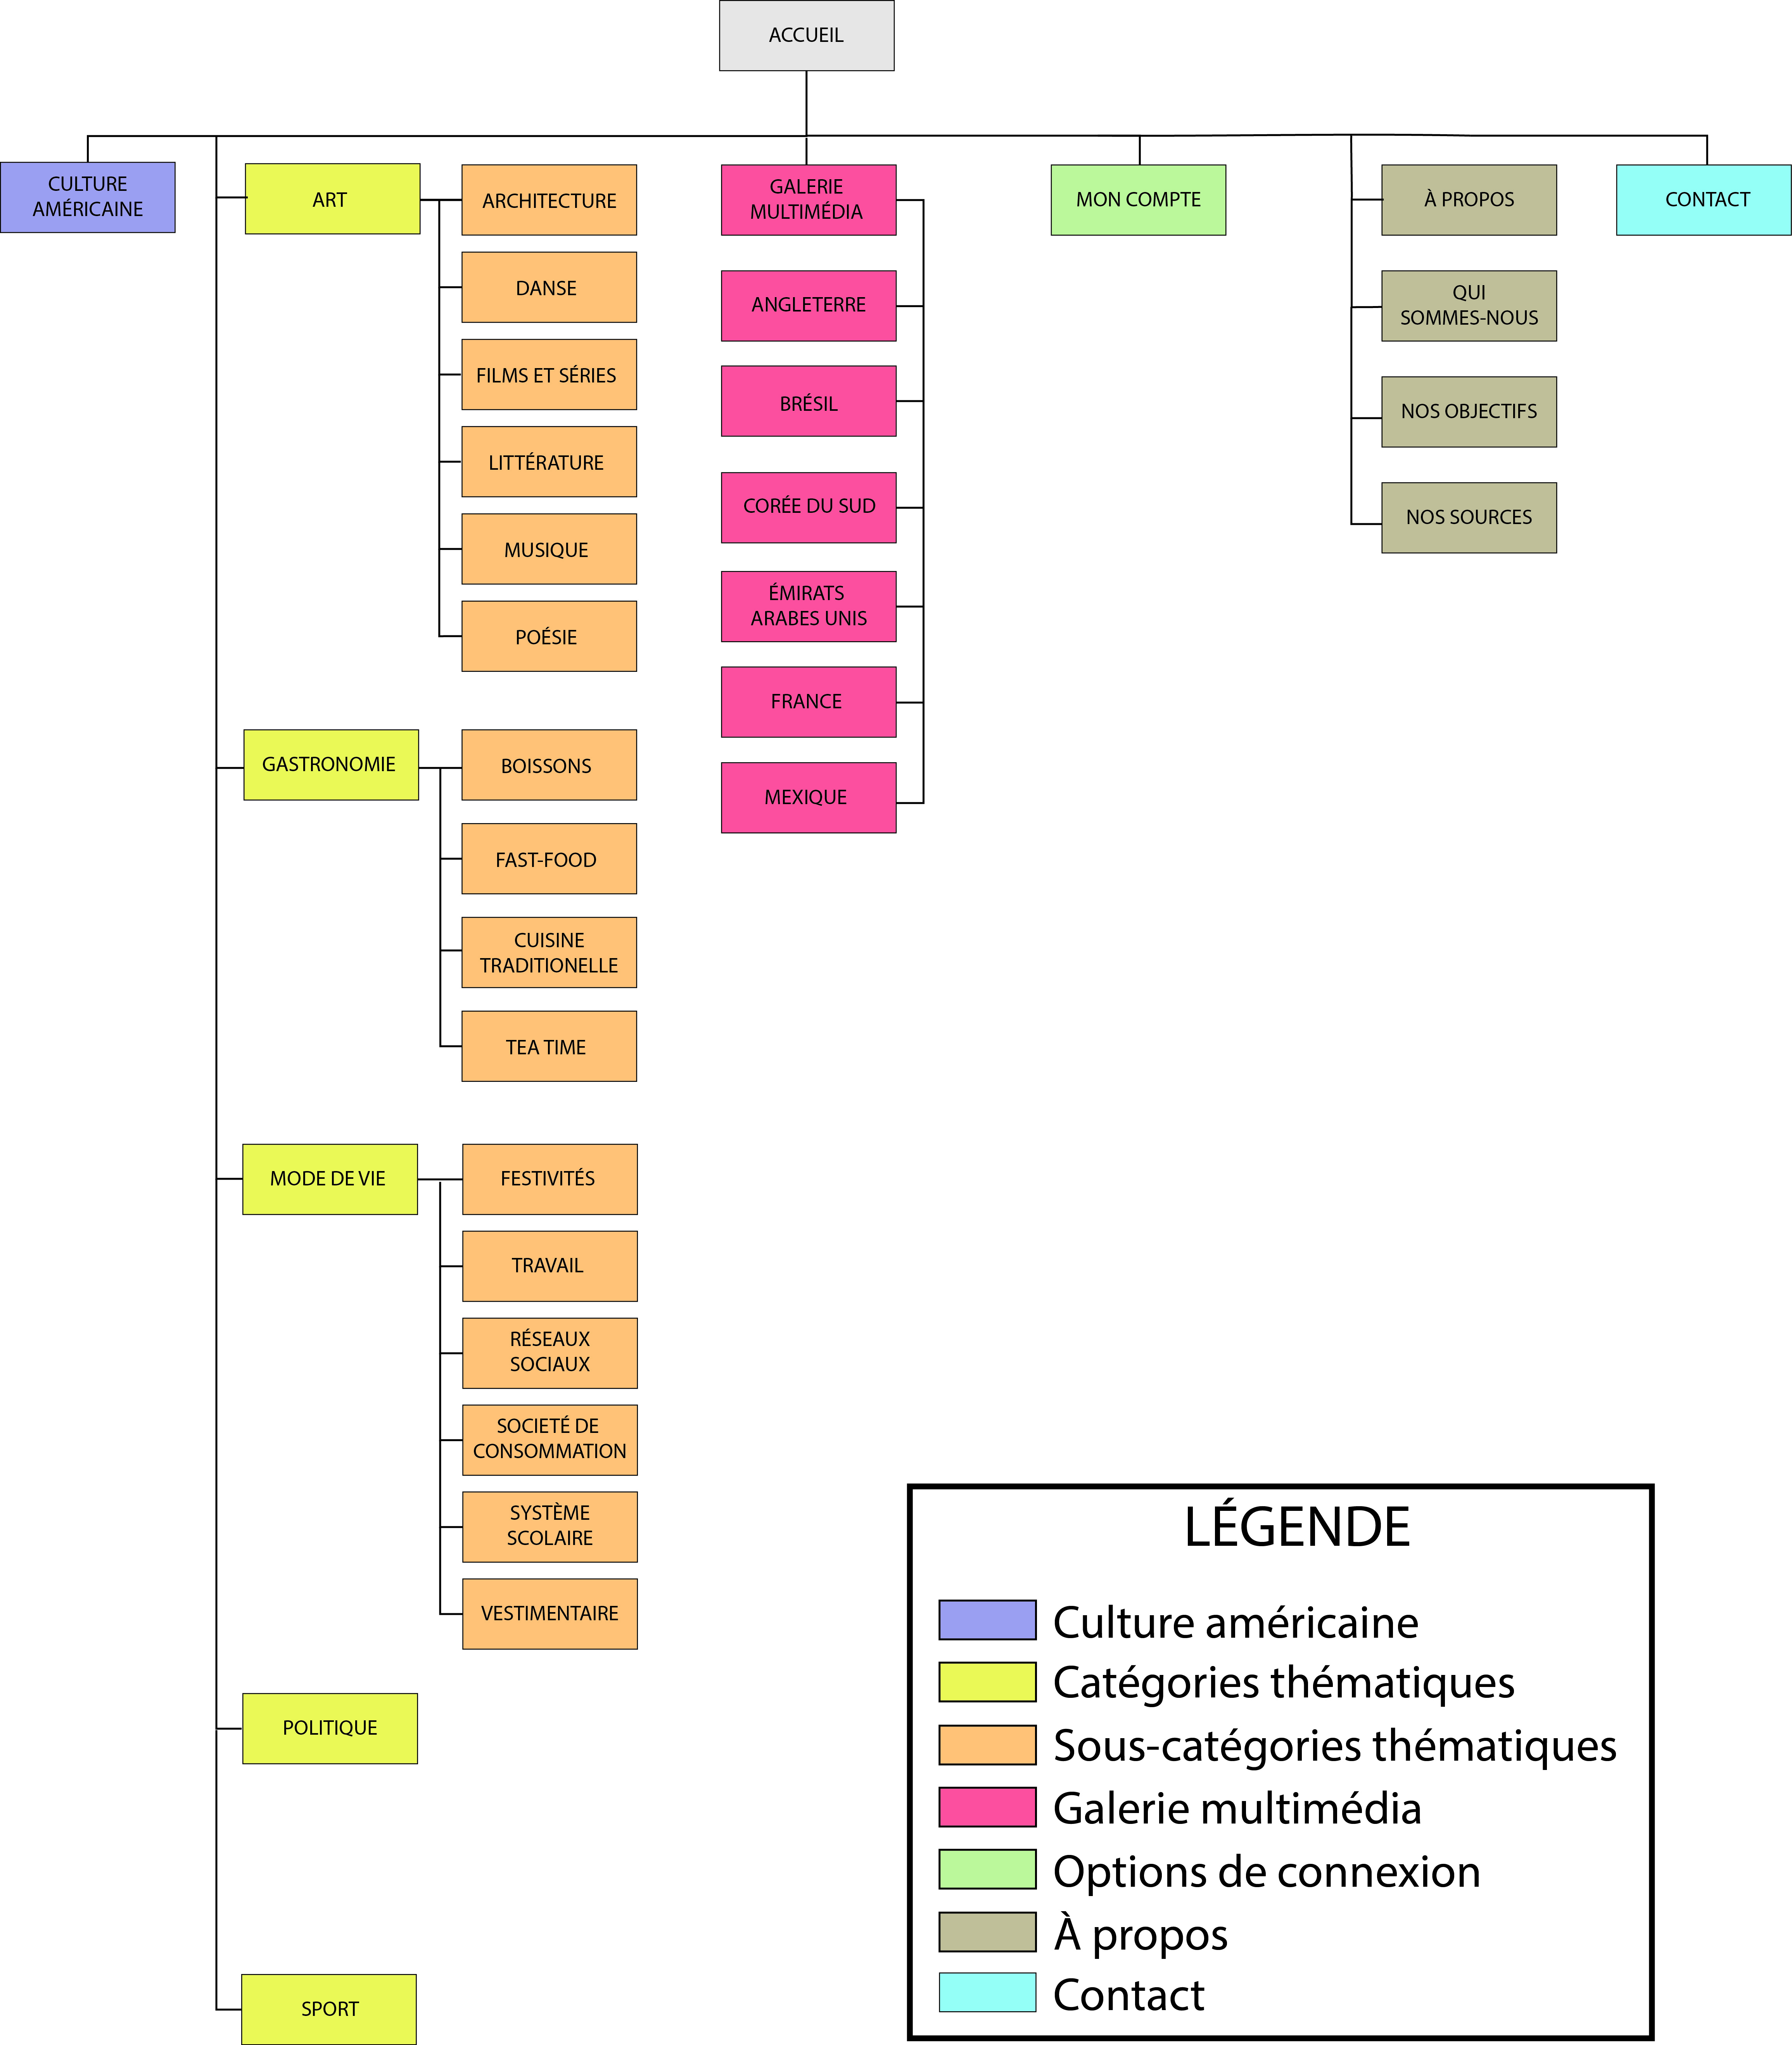 ACCUEIL
CULTURE
AMÉRICAINE
ART
ARCHITECTURE
DANSE
FILMS ET SÉRIES
LITTÉRATURE
MUSIQUE
POÉSIE
GASTRONOMIE
BOISSONS
FAST-FOOD
CUISINE
TRADITIONELLE
TEA TIME
MODE DE VIE
FESTIVITÉS
TRAVAIL
RÉSEAUX
SOCIAUX
SOCIETÉ DE
CONSOMMATION
SYSTÈME
SCOLAIRE
VESTIMENTAIRE
POLITIQUE
SPORT
GALERIE
MULTIMÉDIA
ANGLETERRE
BRÉSIL
CORÉE DU SUD
ÉMIRATS
ARABES UNIS
FRANCE
MEXIQUE
MON COMPTE
À PROPOS
QUI
SOMMES-NOUS
NOS OBJECTIFS
NOS SOURCES
CONTACT
LÉGENDE
Culture américaine
Catégories thématiques
Sous-catégories thématiques
Galerie multimédia
Options de connexion
À propos
Contact